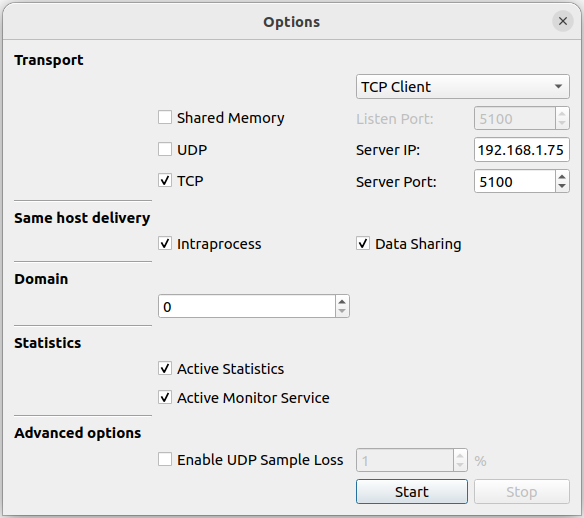 Options
Transport
TCP Client
Shared Memory
Listen Port: 5100
UDP
Server IP: 192.168.1.75
TCP
Server Port: 5100
Same host delivery
Intraprocess
Data Sharing
Domain
0
Statistics
Active Statistics
Active Monitor Service
Advanced options
Enable UDP Sample Loss 1 %
Start
Stop